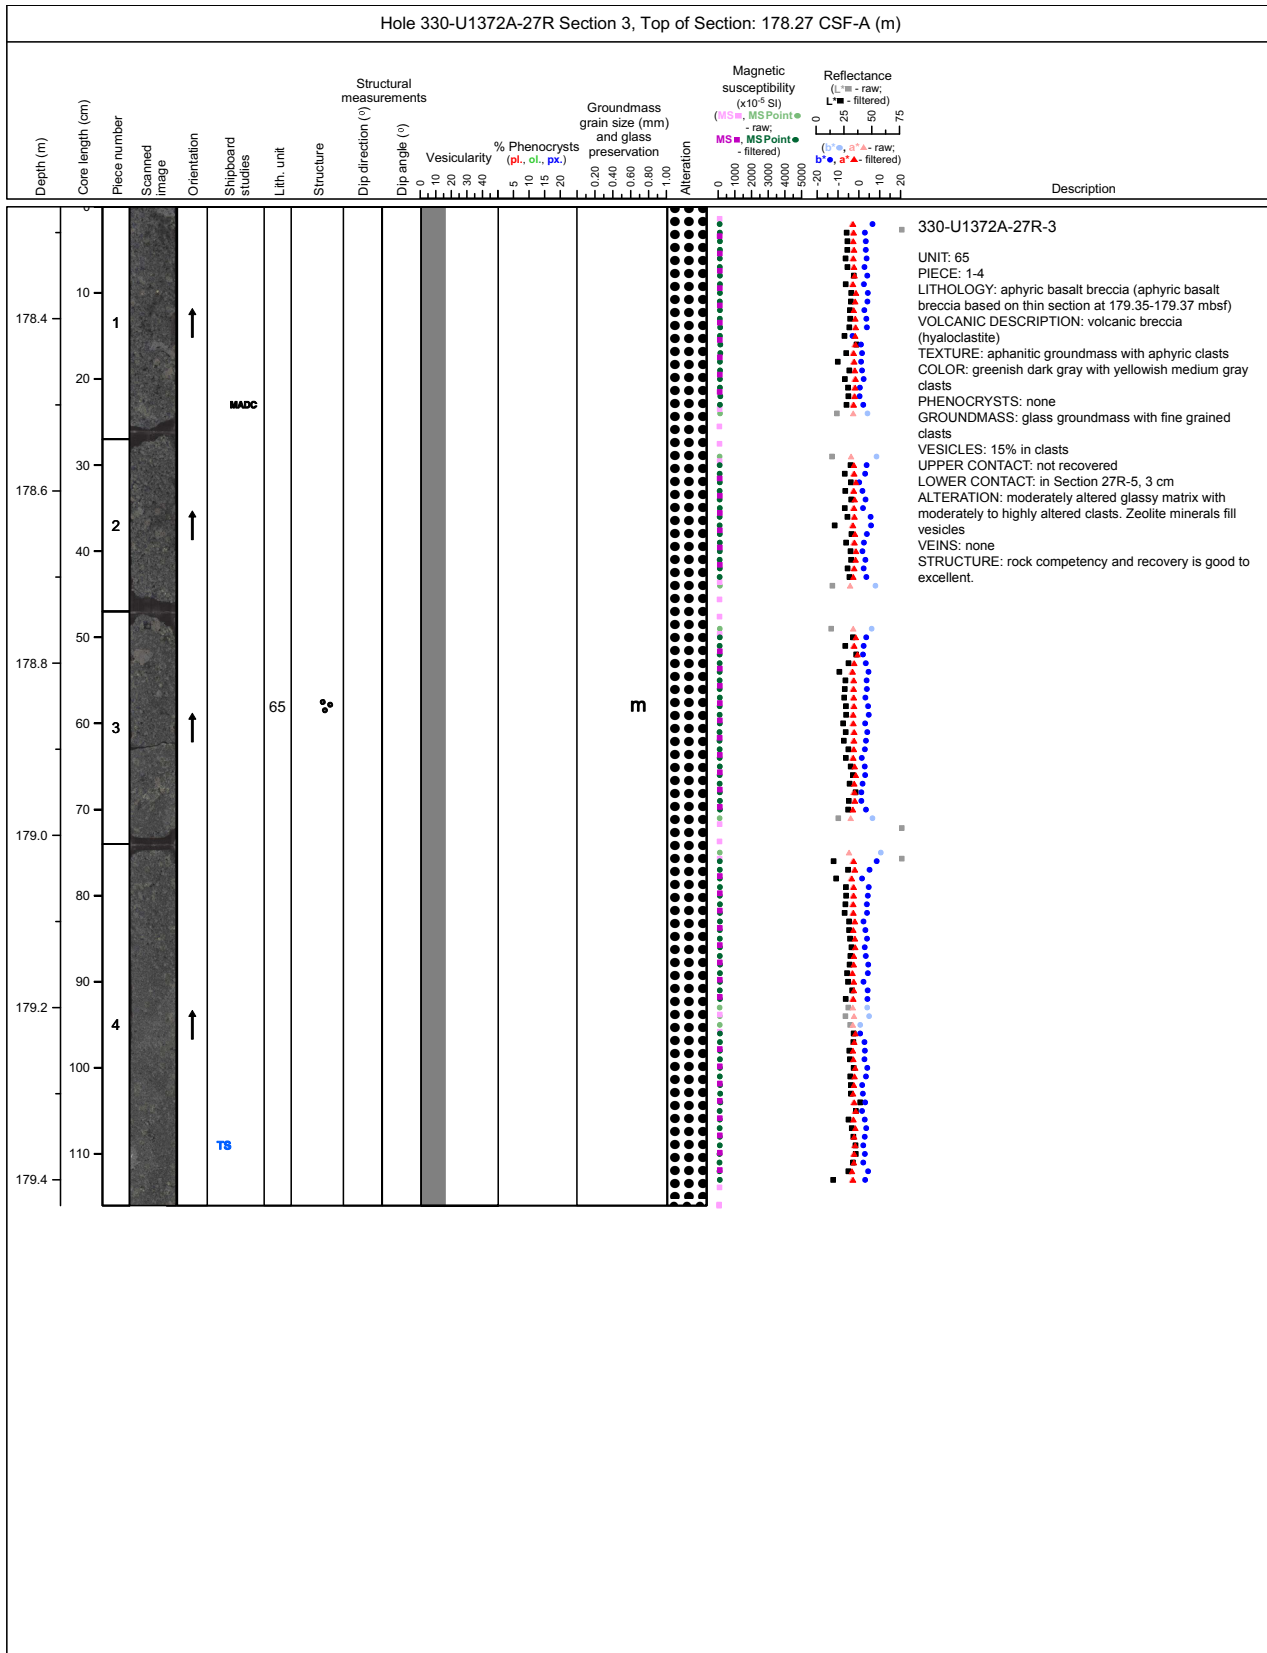 Hole 330-U1372A-27R Section 3, Top of Section: 178.27 CSF-A (m)
Depth (m)
Core length (cm)
Piece number
Scanned
image
Orientation
Shipboard
studies
Lith. unit
Structure
Structural
measurements
Dip direction (°)
Dip angle (°)
Vesicularity
0 10 20 30 40
% Phenocrysts
(pl., ol., px.)
5 10 15 20
Groundmass
grain size (mm)
and glass
preservation
0.20 0.40 0.60 0.80 1.00
Alteration
Magnetic
susceptibility
(x10-5 SI)
(MS■, MSPoint●
- raw;
MS■, MSPoint●
- filtered)
0 1000 2000 3000 4000 5000
Reflectance
(L*■ - raw;
L*■ - filtered)
0 25 50 75
(b*●, a*▲- raw;
b*●, a*▲- filtered)
-20 -10 0 10 20
Description
178.4
178.6
178.8
179.0
179.2
179.4
0
10
20
30
40
50
60
70
80
90
100
110
1
2
3
4
MADC
TS
65
m
330-U1372A-27R-3
UNIT: 65
PIECE: 1-4
LITHOLOGY: aphyric basalt breccia (aphyric basalt
breccia based on thin section at 179.35-179.37 mbsf)
VOLCANIC DESCRIPTION: volcanic breccia
(hyaloclastite)
TEXTURE: aphanitic groundmass with aphyric clasts
COLOR: greenish dark gray with yellowish medium gray
clasts
PHENOCRYSTS: none
GROUNDMASS: glass groundmass with fine grained
clasts
VESICLES: 15% in clasts
UPPER CONTACT: not recovered
LOWER CONTACT: in Section 27R-5, 3 cm
ALTERATION: moderately altered glassy matrix with
moderately to highly altered clasts. Zeolite minerals fill
vesicles
VEINS: none
STRUCTURE: rock competency and recovery is good to
excellent.